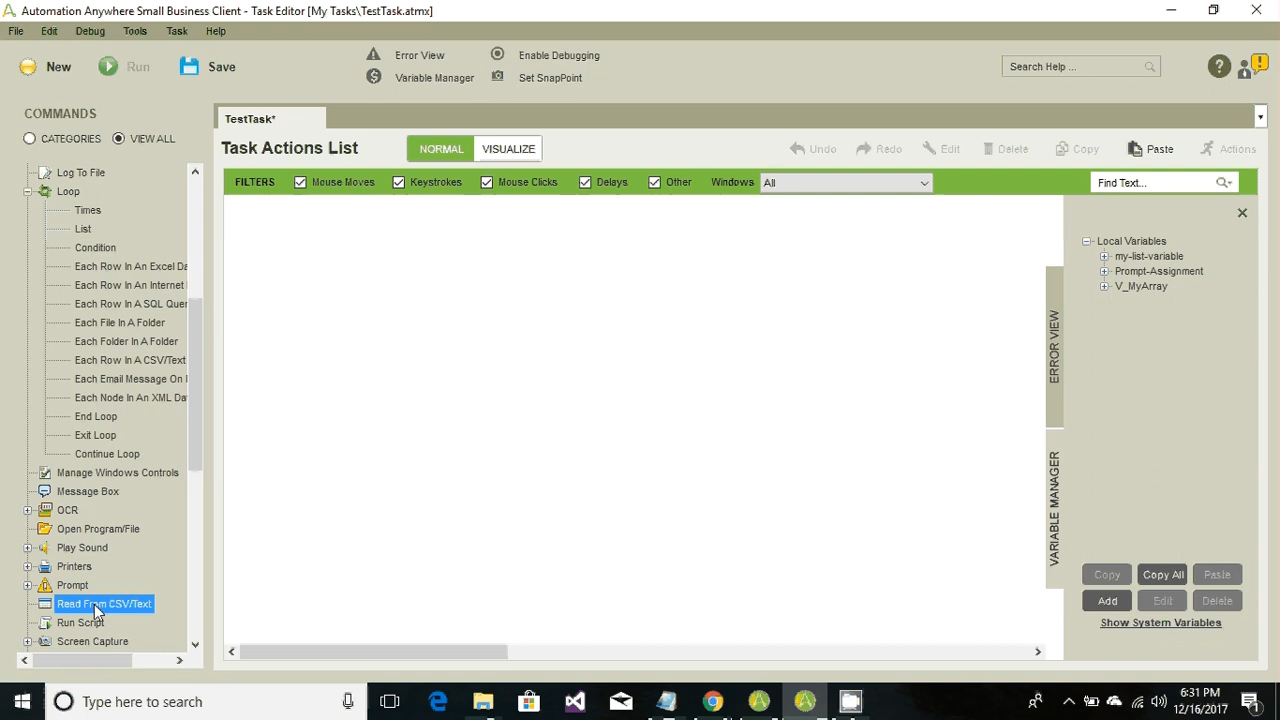 Automation Anywhere Small Business Client - Task Editor [My Tasks\TestTask.atmx]
File Edit Debug Tools Task Help
New Run Save
Error View Enable Debugging
Variable Manager Set SnapPoint
Search Help ...
COMMANDS
CATEGORIES VIEW ALL
Log To File
Loop
Times
List
Condition
Each Row In An Excel Da
Each Row In An Internet
Each Row In A SQL Quer
Each File In A Folder
Each Folder In A Folder
Each Row In A CSV/Text
Each Email Message On
Each Node In An XML Da
End Loop
Exit Loop
Continue Loop
Manage Windows Controls
Message Box
OCR
Open Program/File
Play Sound
Printers
Prompt
Read From CSV/Text
Run Script
Screen Capture
TestTask*
Task Actions List NORMAL VISUALIZE Undo Redo Edit Delete Copy Paste Actions
FILTERS Mouse Moves Keystrokes Mouse Clicks Delays Other Windows All Find Text...
ERROR VIEW
VARIABLE MANAGER
Local Variables
my-list-variable
Prompt-Assignment
V_MyArray
Copy Copy All Paste
Add Edit Delete
Show System Variables
Type here to search
6:31 PM
12/16/2017
1